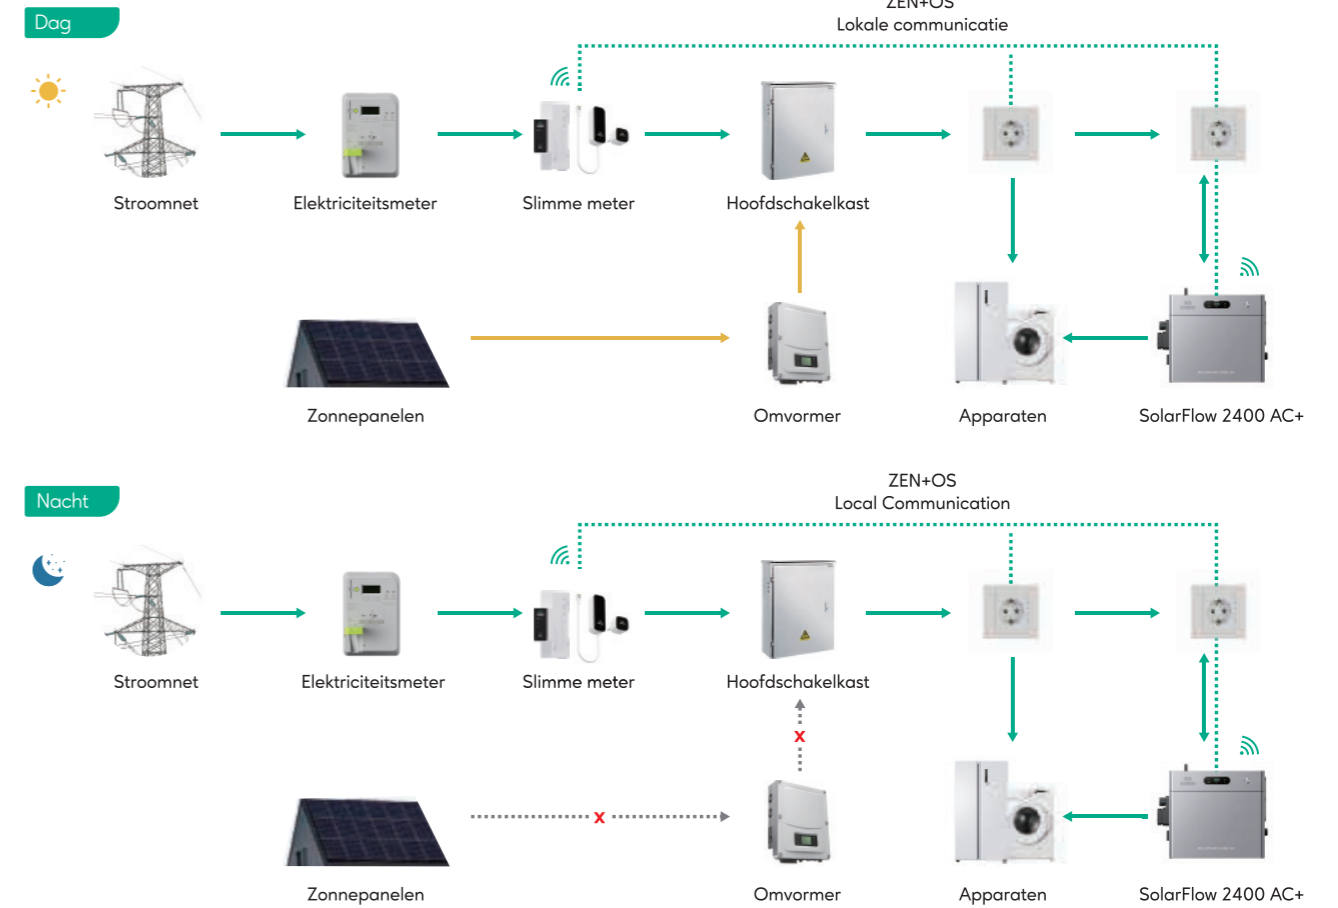 ZEN+OS
Lokale communicatie
Dag
Stroomnet
Elektriciteitsmeter
Slimme meter
Hoofdschakelkast
Zonnepanelen
Omvormer
Apparaten
SolarFlow 2400 AC+
ZEN+OS
Local Communication
Nacht
Stroomnet
Elektriciteitsmeter
Slimme meter
Hoofdschakelkast
x
x
Zonnepanelen
Omvormer
Apparaten
SolarFlow 2400 AC+